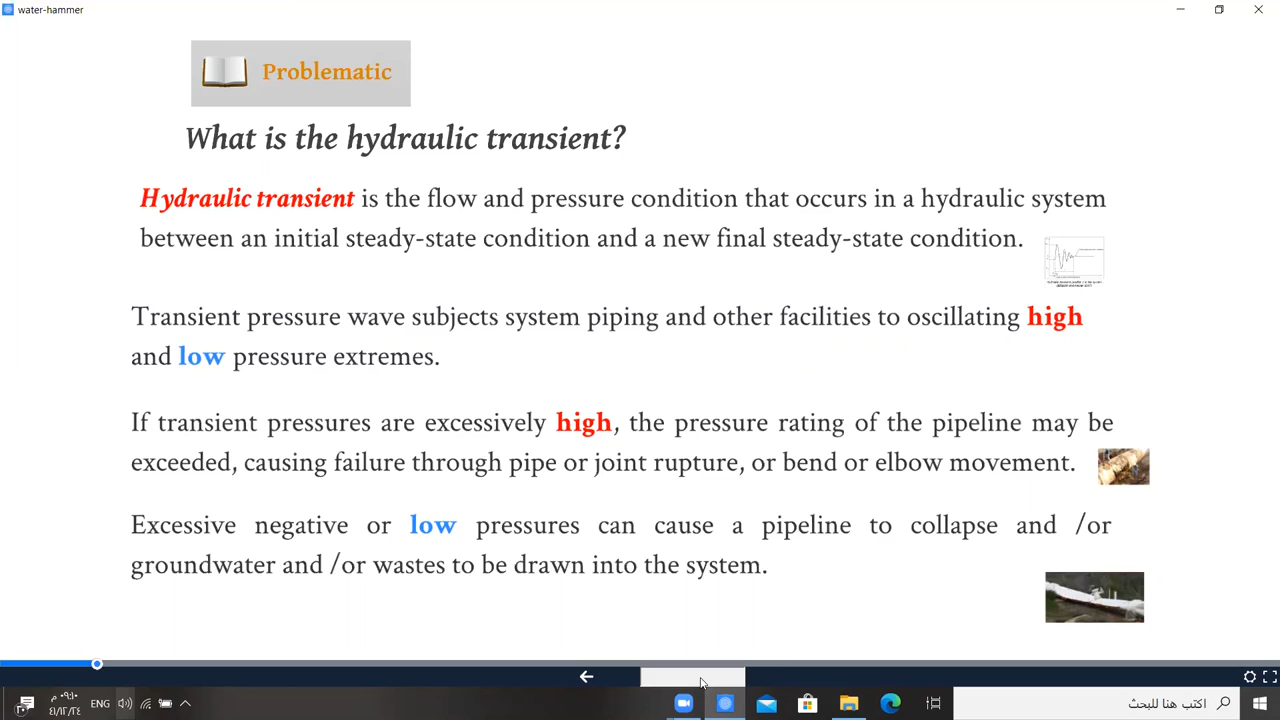 water-hammer
Problematic
What is the hydraulic transient?
Hydraulic transient is the flow and pressure condition that occurs in a hydraulic system
between an initial steady-state condition and a new final steady-state condition.
Transient pressure wave subjects system piping and other facilities to oscillating high
and low pressure extremes.
If transient pressures are excessively high, the pressure rating of the pipeline may be
exceeded, causing failure through pipe or joint rupture, or bend or elbow movement.
Excessive negative or low pressures can cause a pipeline to collapse and /or
groundwater and /or wastes to be drawn into the system.
ENG
اكتب هنا للبحث